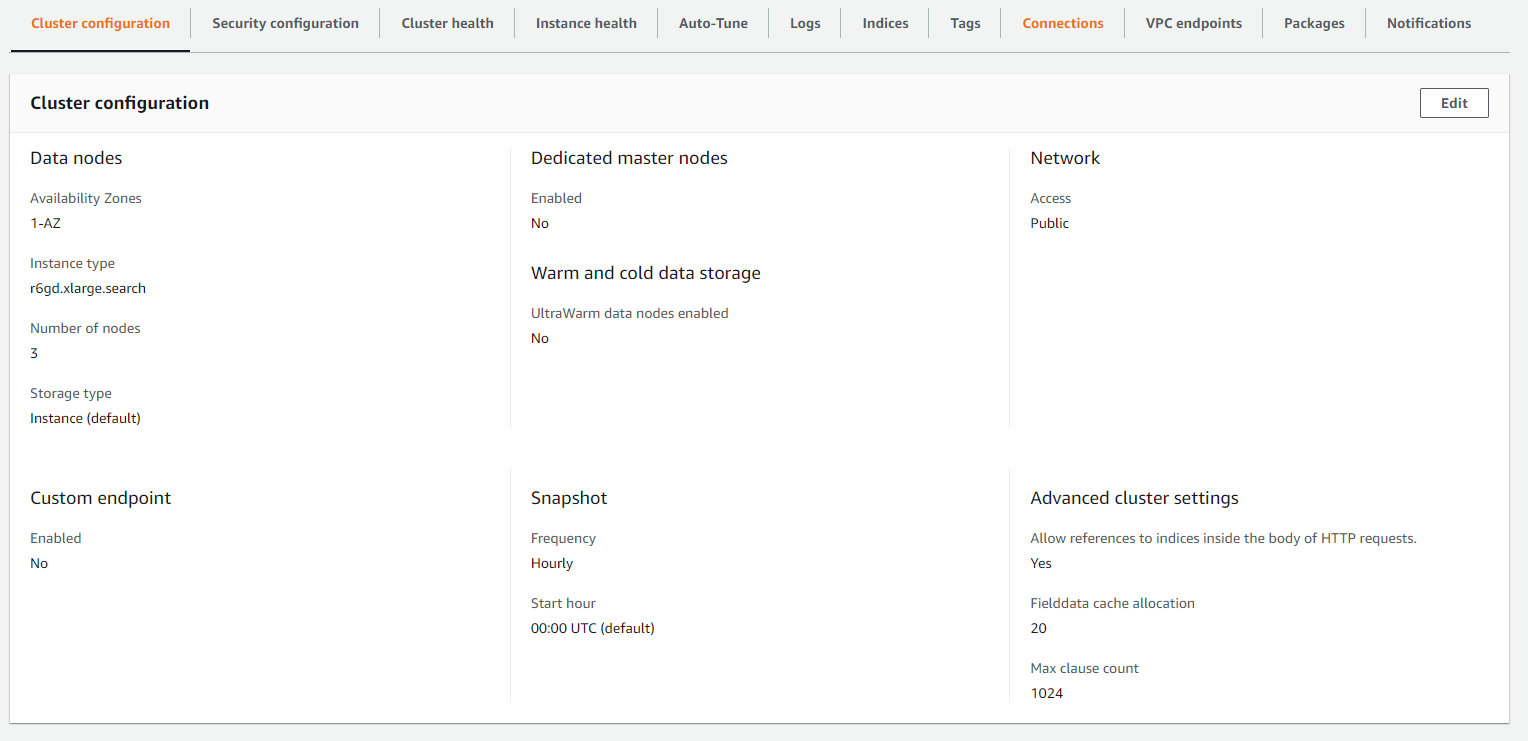 Cluster configuration
Security configuration
Cluster health
Instance health
Auto-Tune
Logs
Indices
Tags
Connections
VPC endpoints
Packages
Notifications
Cluster configuration
Edit
Data nodes
Availability Zones
1-AZ
Instance type
r6gd.xlarge.search
Number of nodes
3
Storage type
Instance (default)
Dedicated master nodes
Enabled
No
Warm and cold data storage
UltraWarm data nodes enabled
No
Network
Access
Public
Custom endpoint
Enabled
No
Snapshot
Frequency
Hourly
Start hour
00:00 UTC (default)
Advanced cluster settings
Allow references to indices inside the body of HTTP requests.
Yes
Fielddata cache allocation
20
Max clause count
1024